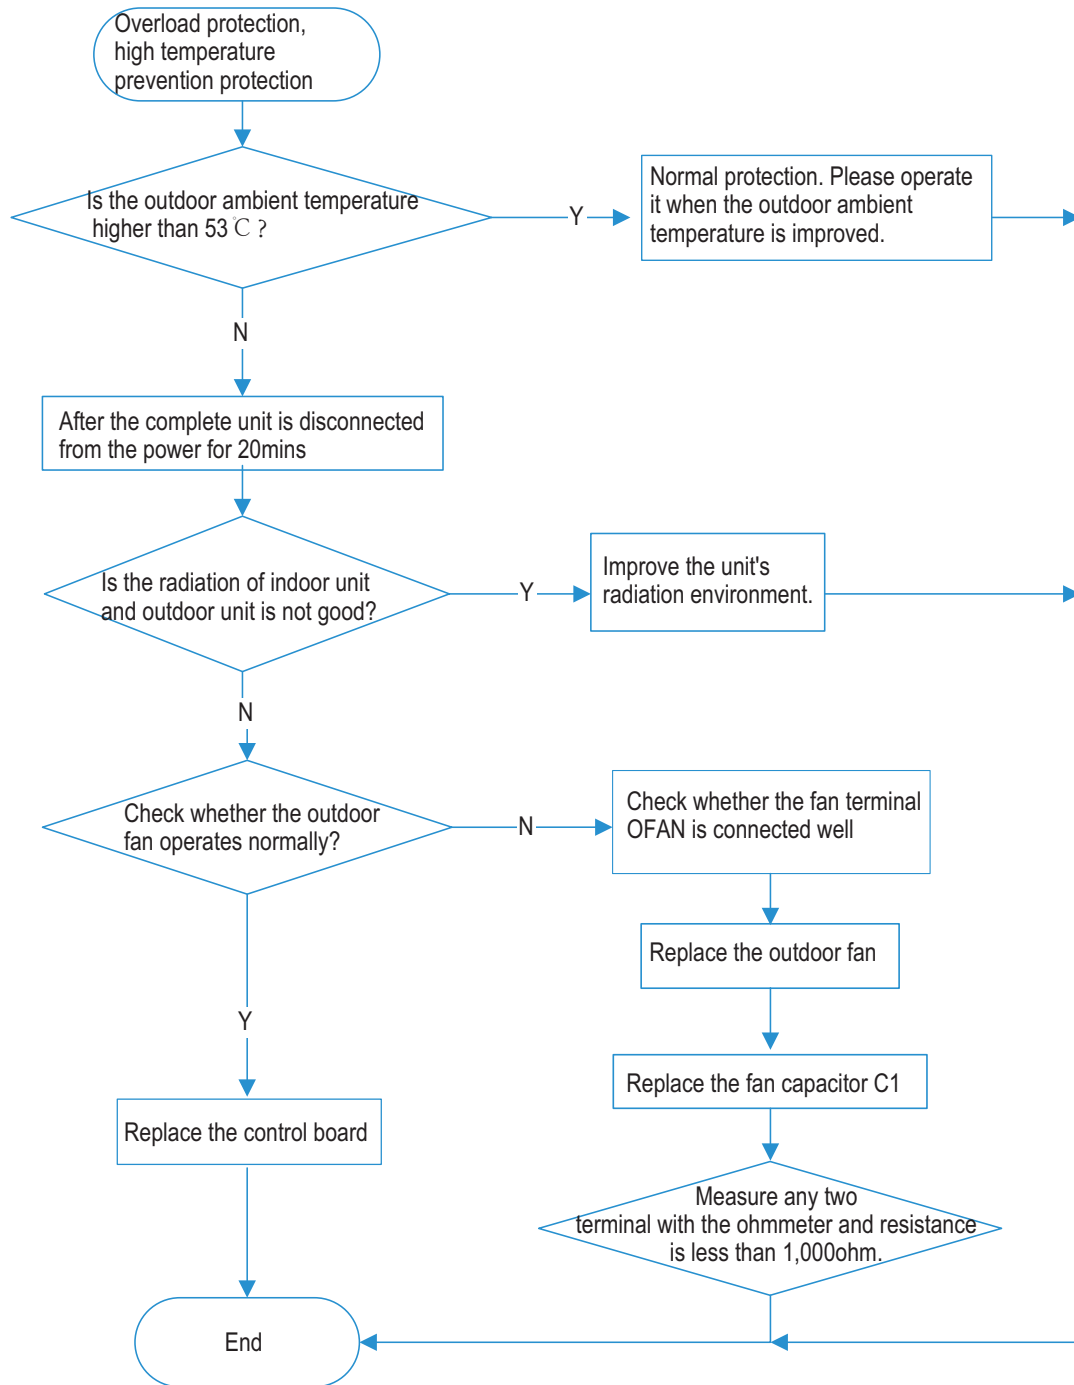 Overload protection,
high temperature
prevention protection
Is the outdoor ambient temperature
higher than 53℃ ?
Y
Normal protection. Please operate
it when the outdoor ambient
temperature is improved.
N
After the complete unit is disconnected
from the power for 20mins
Is the radiation of indoor unit
and outdoor unit is not good?
Y
Improve the unit's
radiation environment.
N
Check whether the outdoor
fan operates normally?
N
Check whether the fan terminal
OFAN is connected well
Replace the outdoor fan
Y
Replace the fan capacitor C1
Replace the control board
Measure any two
terminal with the ohmmeter and resistance
is less than 1,000ohm.
End